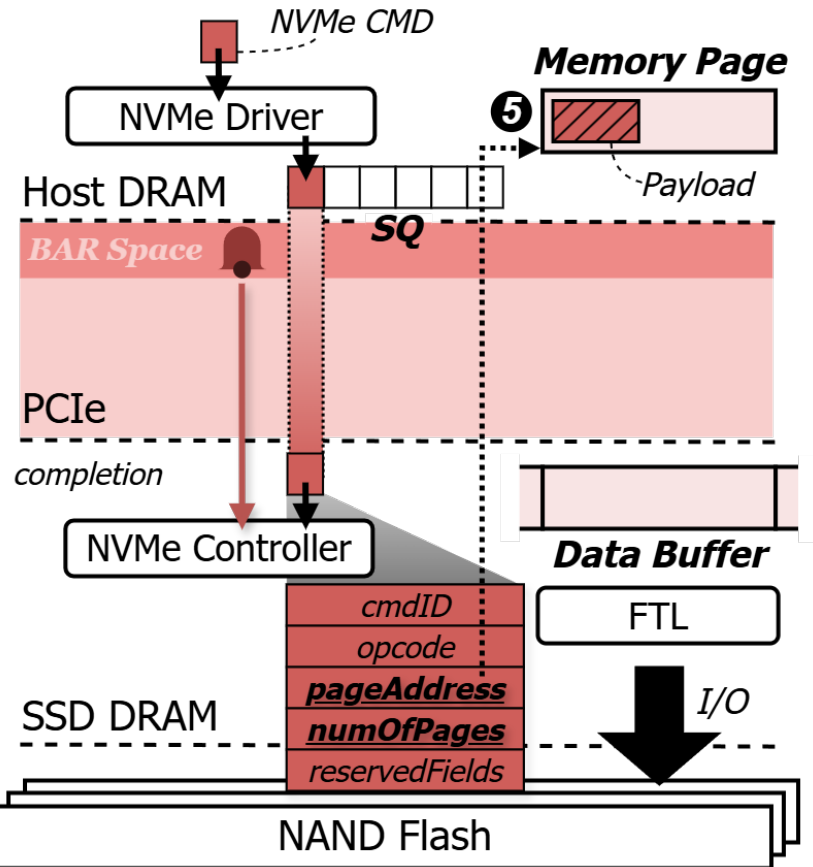 NVMe CMD
Memory Page
NVMe Driver
5
Payload
Host DRAM
SQ
BAR Space
PCIe
completion
NVMe Controller
Data Buffer
cmdID
opcode
FTL
pageAddress
SSD DRAM
I/O
numOfPages
reservedFields
NAND Flash